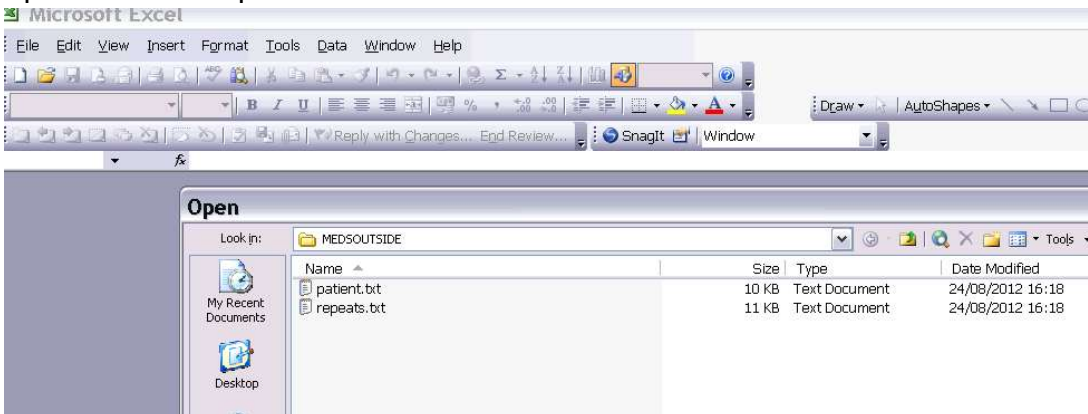 Microsoft Excel
File Edit View Insert Format Tools Data Window Help
B I U % , Draw AutoShapes
Reply with Changes... End Review... SnagIt Window
fx
Open
Look in: MEDSOUTSIDE Tools
Name Size Type Date Modified
patient.txt 10 KB Text Document 24/08/2012 16:18
repeats.txt 11 KB Text Document 24/08/2012 16:18
My Recent
Documents
Desktop